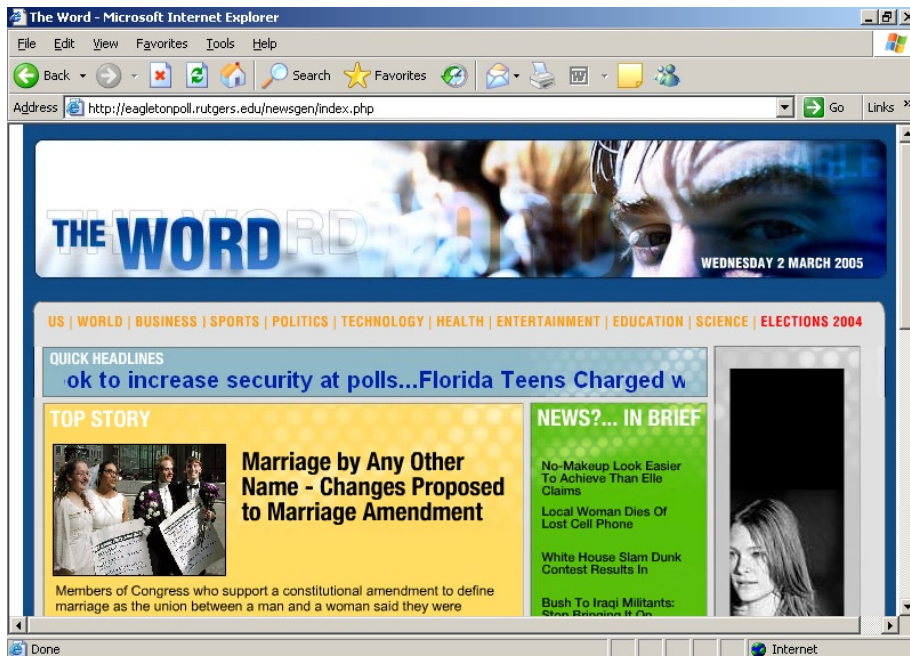 The Word - Microsoft Internet Explorer
File Edit View Favorites Tools Help
Back Search Favorites
Address http://eagletonpoll.rutgers.edu/newsgen/index.php Go Links »
THE WORD
WEDNESDAY 2 MARCH 2005
US | WORLD | BUSINESS | SPORTS | POLITICS | TECHNOLOGY | HEALTH | ENTERTAINMENT | EDUCATION | SCIENCE | ELECTIONS 2004
QUICK HEADLINES
ok to increase security at polls...Florida Teens Charged w
TOP STORY
Marriage by Any Other
Name - Changes Proposed
to Marriage Amendment
Members of Congress who support a constitutional amendment to define
marriage as the union between a man and a woman said they were
NEWS?... IN BRIEF
No-Makeup Look Easier
To Achieve Than Elle
Claims
Local Woman Dies Of
Lost Cell Phone
White House Slam Dunk
Contest Results In
Bush To Iraqi Militants:
Stop Bringing It On
Done Internet